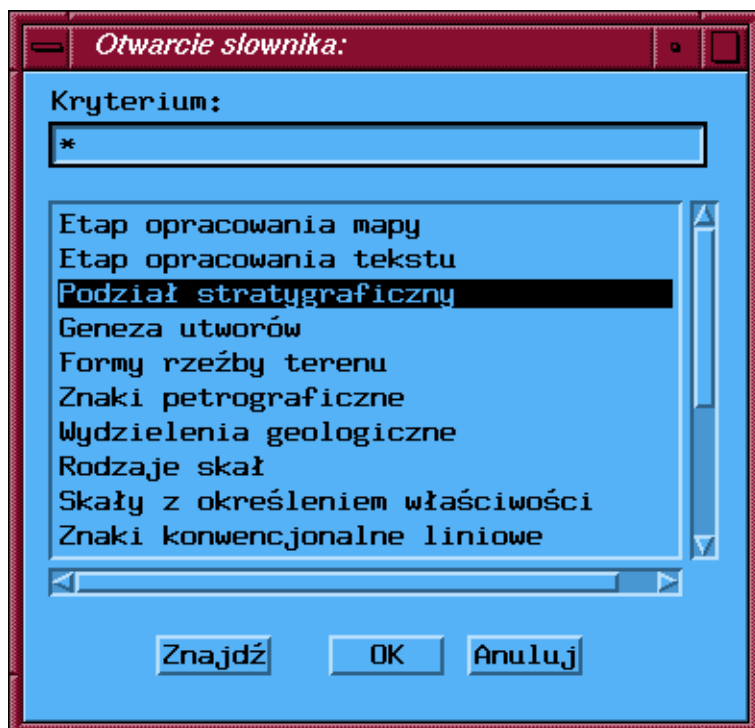 Otwarcie slownika:
Kryterium:
*
Etap opracowania mapy
Etap opracowania tekstu
Podział stratygraficzny
Geneza utworów
Formy rzeźby terenu
Znaki petrograficzne
Wydzielenia geologiczne
Rodzaje skał
Skały z określeniem właściwości
Znaki konwencjonalne liniowe
Znajdź OK Anuluj